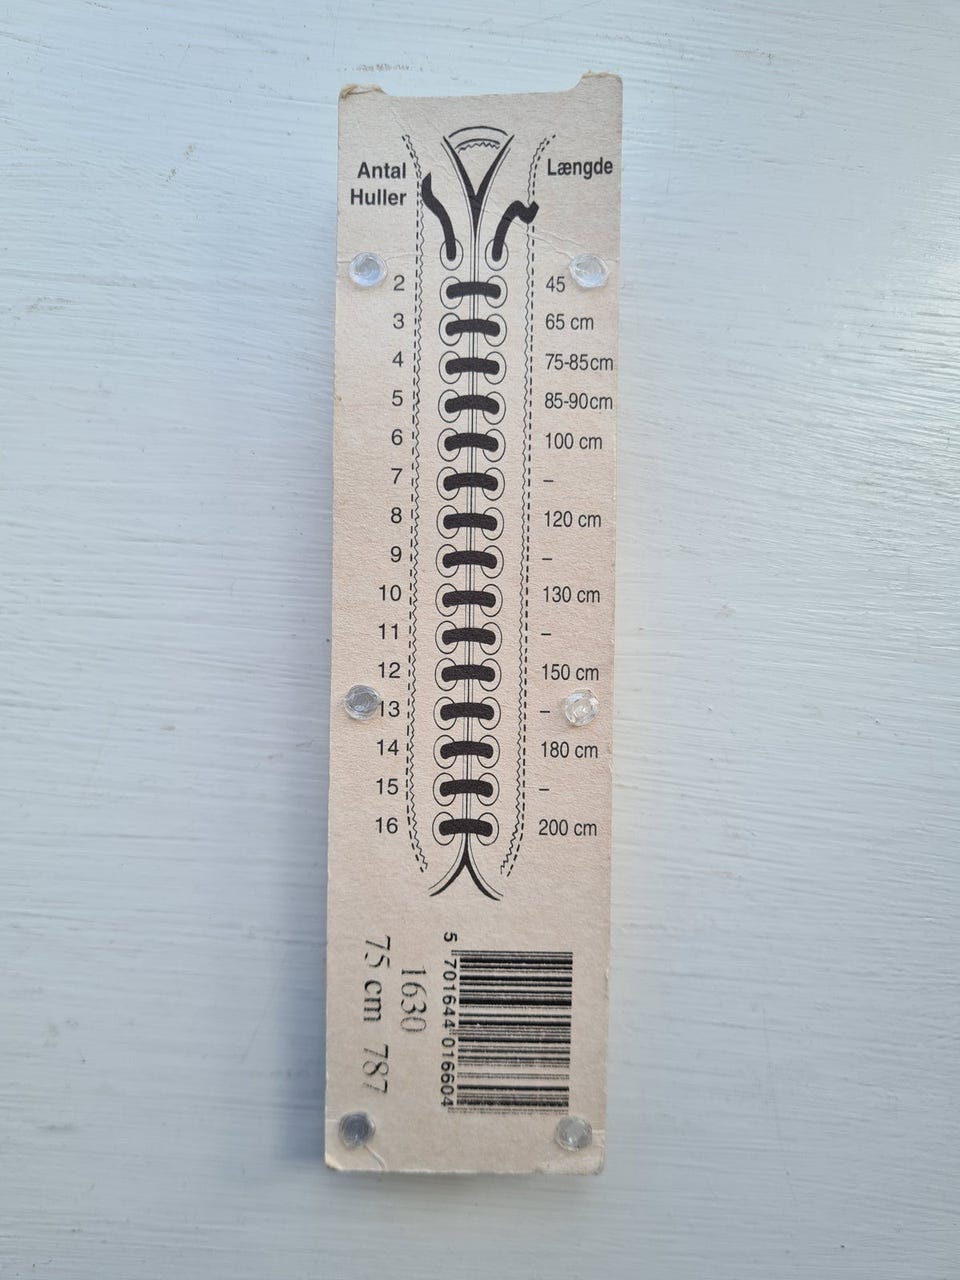 Antal Huller Længde
2 45
3 65 cm
4 75-85cm
5 85-90cm
6 100 cm
7 –
8 120 cm
9 –
10 130 cm
11 –
12 150 cm
13 –
14 180 cm
15 –
16 200 cm
5 701644 016604
1630
75 cm 787